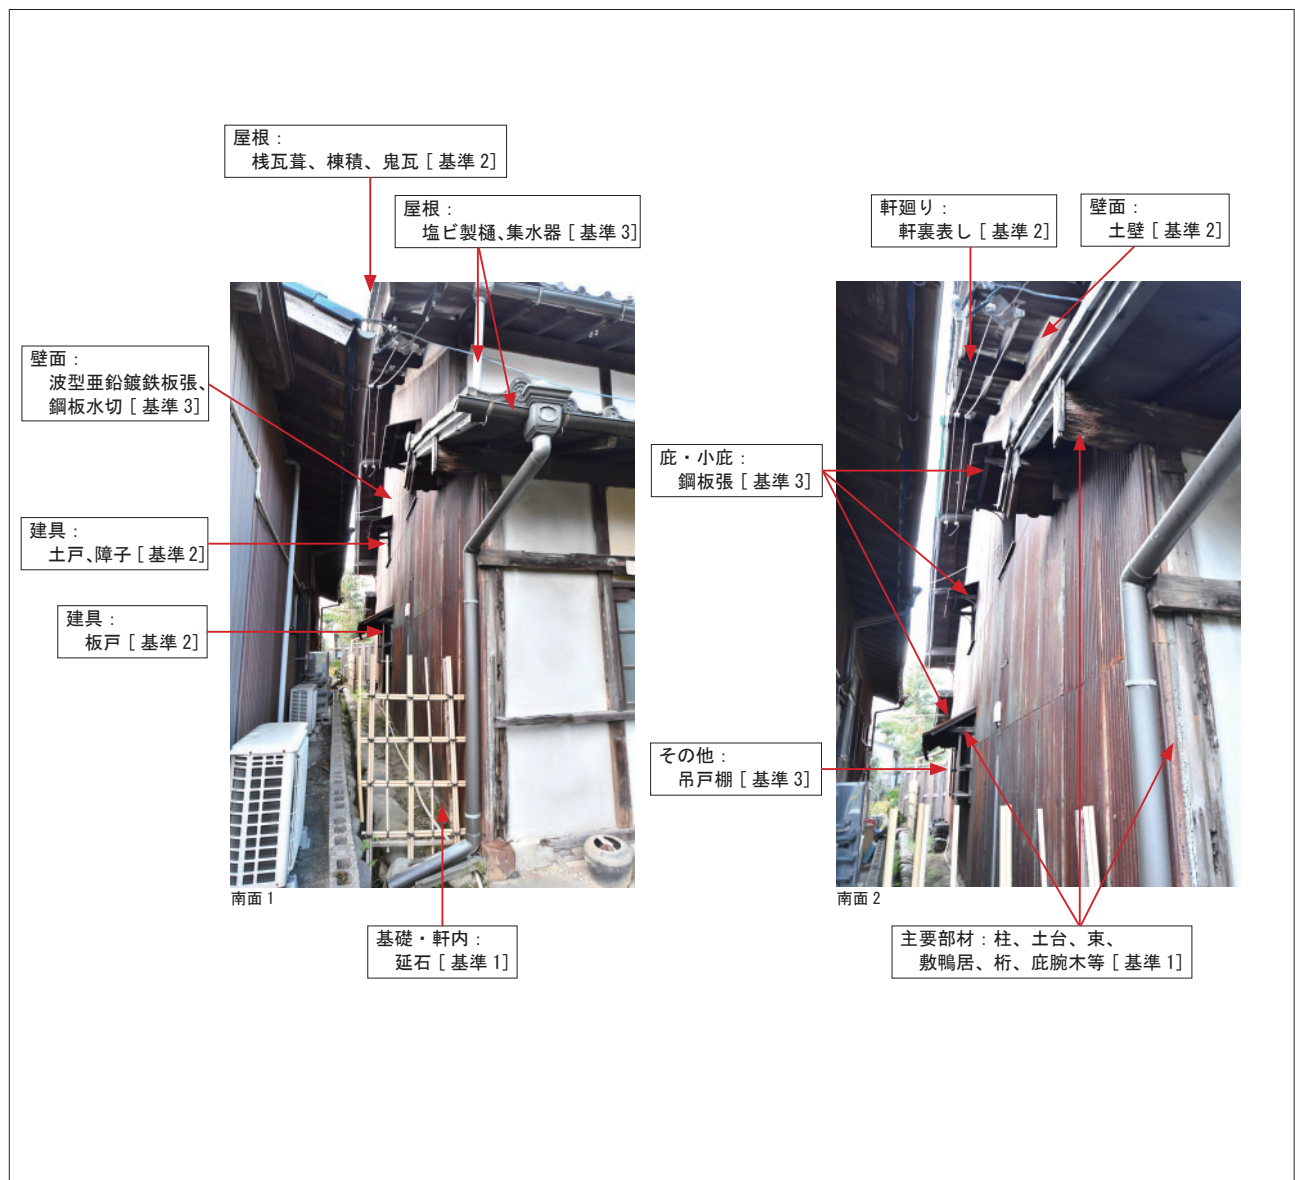 屋根：
桟瓦葺、棟積、鬼瓦 [ 基準 2]
屋根：
塩ビ製樋、集水器 [ 基準 3]
壁面：
波型亜鉛鍍鉄板張、
鋼板水切 [ 基準 3]
建具：
土戸、障子 [ 基準 2]
建具：
板戸 [ 基準 2]
南面 1
基礎・軒内：
延石 [ 基準 1]
軒廻り：
軒裏表し [ 基準 2]
壁面：
土壁 [ 基準 2]
庇・小庇：
鋼板張 [ 基準 3]
その他：
吊戸棚 [ 基準 3]
南面 2
主要部材：柱、土台、束、
敷鴨居、桁、庇腕木等 [ 基準 1]